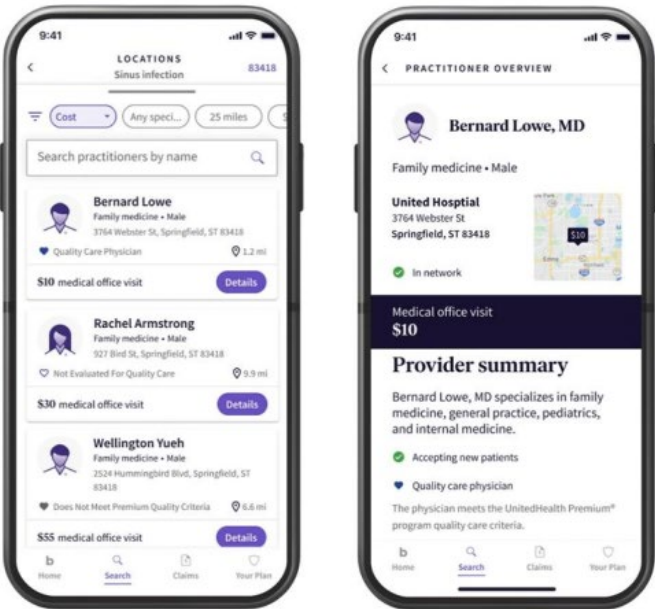 9:41
LOCATIONS
Sinus infection
83418
Cost
Any speci...
25 miles
Search practitioners by name
Bernard Lowe
Family medicine • Male
3764 Webster St, Springfield, ST 83418
Quality Care Physician
1.2 mi
$10 medical office visit
Details
Rachel Armstrong
Family medicine • Male
927 Bird St, Springfield, ST 83418
Not Evaluated For Quality Care
9.9 mi
$30 medical office visit
Details
Wellington Yueh
Family medicine • Male
2524 Hummingbird Blvd, Springfield, ST
83418
Does Not Meet Premium Quality Criteria
6.6 mi
$55 medical office visit
Details
b
Home
Search
Claims
Your Plan
9:41
PRACTITIONER OVERVIEW
Bernard Lowe, MD
Family medicine • Male
United Hosptial
3764 Webster St
Springfield, ST 83418
$10
In network
Medical office visit
$10
Provider summary
Bernard Lowe, MD specializes in family
medicine, general practice, pediatrics,
and internal medicine.
Accepting new patients
Quality care physician
The physician meets the UnitedHealth Premium®
program quality care criteria.
b
Home
Search
Claims
Your Plan